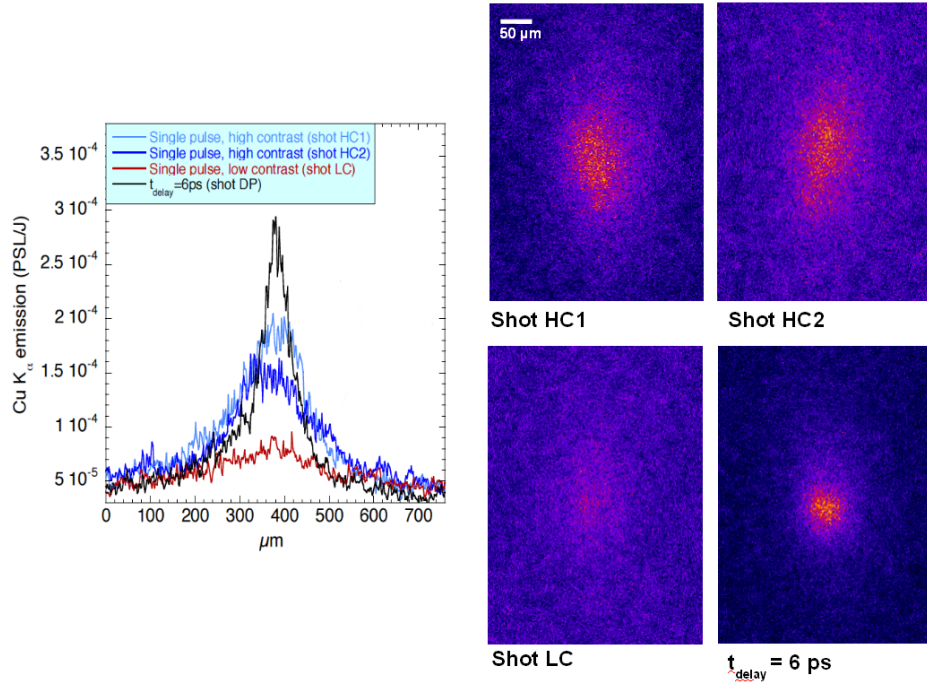 Single pulse, high contrast (shot HC1)
Single pulse, high contrast (shot HC2)
Single pulse, low contrast (shot LC)
t_delay=6ps (shot DP)
3.5 10⁻⁴
3 10⁻⁴
2.5 10⁻⁴
2 10⁻⁴
1.5 10⁻⁴
1 10⁻⁴
5 10⁻⁵
Cu K_α emission (PSL/J)
0 100 200 300 400 500 600 700
μm
50 μm
Shot HC1
Shot HC2
Shot LC
t_delay = 6 ps